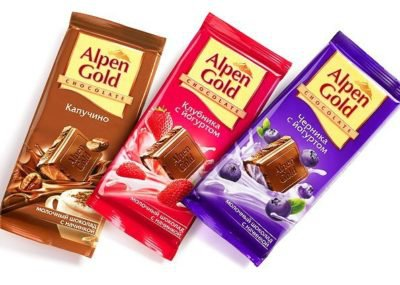 Alpen
Gold
CHOCOLATE
Капучино
МОЛОЧНЫЙ ШОКОЛАД
С НАЧИНКОЙ
Alpen
Gold
CHOCOLATE
Клубника
с йогуртом
МОЛОЧНЫЙ ШОКОЛАД
С НАЧИНКОЙ
Alpen
Gold
CHOCOLATE
Черника
с йогуртом
МОЛОЧНЫЙ ШОКОЛАД
С НАЧИНКОЙ